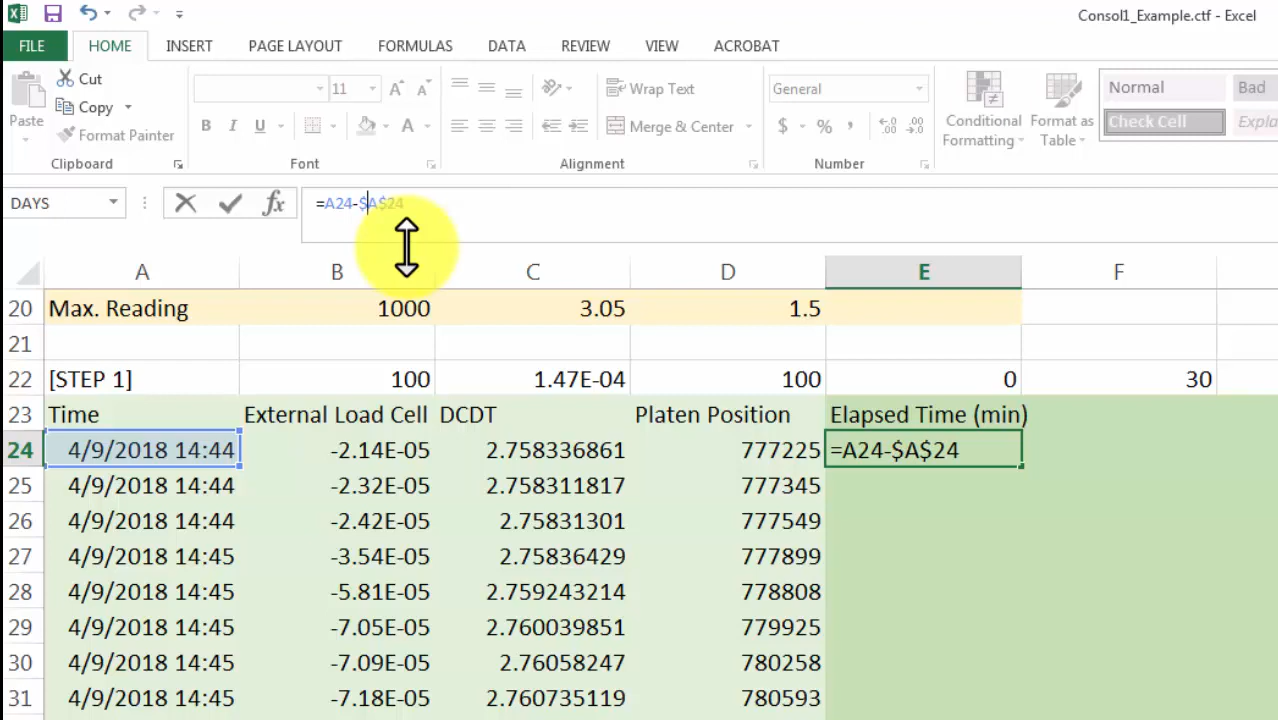 Consol1_Example.ctf - Excel
FILE HOME INSERT PAGE LAYOUT FORMULAS DATA REVIEW VIEW ACROBAT
Cut
Copy
Format Painter
Paste
Clipboard
11
B I U A
Font
Wrap Text
Merge & Center
Alignment
General
$ % ,
Number
Conditional Formatting
Format as Table
Normal Bad
Check Cell Expla
DAYS fx =A24-$A$24
A B C D E F
20 Max. Reading 1000 3.05 1.5
21
22 [STEP 1] 100 1.47E-04 100 0 30
23 Time External Load Cell DCDT Platen Position Elapsed Time (min)
24 4/9/2018 14:44 -2.14E-05 2.758336861 777225 =A24-$A$24
25 4/9/2018 14:44 -2.32E-05 2.758311817 777345
26 4/9/2018 14:44 -2.42E-05 2.75831301 777549
27 4/9/2018 14:45 -3.54E-05 2.75836429 777899
28 4/9/2018 14:45 -5.81E-05 2.759243214 778808
29 4/9/2018 14:45 -7.05E-05 2.760039851 779925
30 4/9/2018 14:45 -7.09E-05 2.76058247 780258
31 4/9/2018 14:45 -7.18E-05 2.760735119 780593